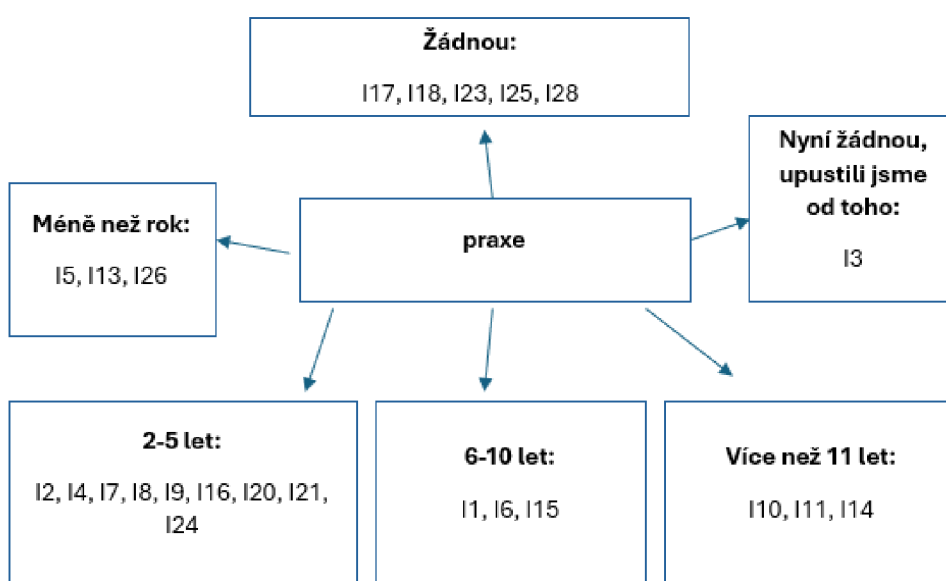 Žádnou:
I17, I18, I23, I25, I28
Nyní žádnou,
upustili jsme
od toho:
I3
Méně než rok:
I5, I13, I26
praxe
2-5 let:
I2, I4, I7, I8, I9, I16, I20, I21,
I24
6-10 let:
I1, I6, I15
Více než 11 let:
I10, I11, I14